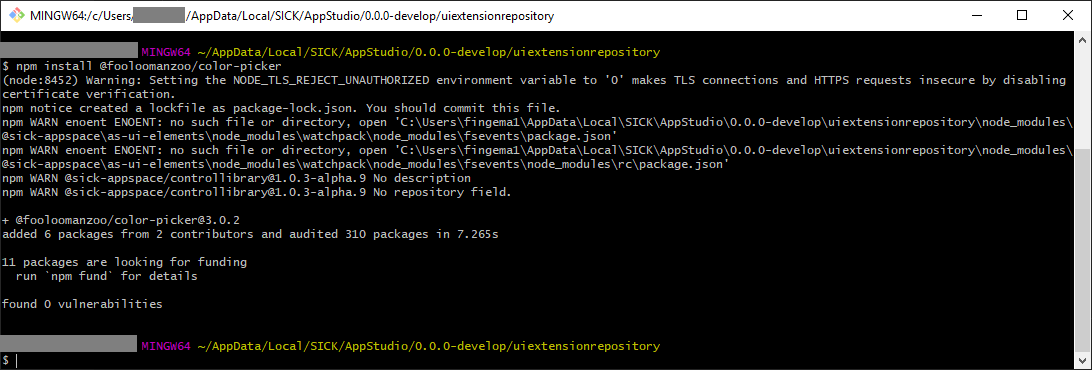 MINGW64:/c/Users/ /AppData/Local/SICK/AppStudio/0.0.0-develop/uiextensionrepository
MINGW64 ~/AppData/Local/SICK/AppStudio/0.0.0-develop/uiextensionrepository
$ npm install @fooloomanzoo/color-picker
(node:8452) Warning: Setting the NODE_TLS_REJECT_UNAUTHORIZED environment variable to '0' makes TLS connections and HTTPS requests insecure by disabling
certificate verification.
npm notice created a lockfile as package-lock.json. You should commit this file.
npm WARN enoent ENOENT: no such file or directory, open 'C:\Users\fingema1\AppData\Local\SICK\AppStudio\0.0.0-develop\uiextensionrepository\node_modules\
@sick-appspace\as-ui-elements\node_modules\watchpack\node_modules\fsevents\package.json'
npm WARN enoent ENOENT: no such file or directory, open 'C:\Users\fingema1\AppData\Local\SICK\AppStudio\0.0.0-develop\uiextensionrepository\node_modules\
@sick-appspace\as-ui-elements\node_modules\watchpack\node_modules\fsevents\node_modules\rc\package.json'
npm WARN @sick-appspace/controllibrary@1.0.3-alpha.9 No description
npm WARN @sick-appspace/controllibrary@1.0.3-alpha.9 No repository field.
+ @fooloomanzoo/color-picker@3.0.2
added 6 packages from 2 contributors and audited 310 packages in 7.265s
11 packages are looking for funding
run `npm fund` for details
found 0 vulnerabilities
MINGW64 ~/AppData/Local/SICK/AppStudio/0.0.0-develop/uiextensionrepository
$